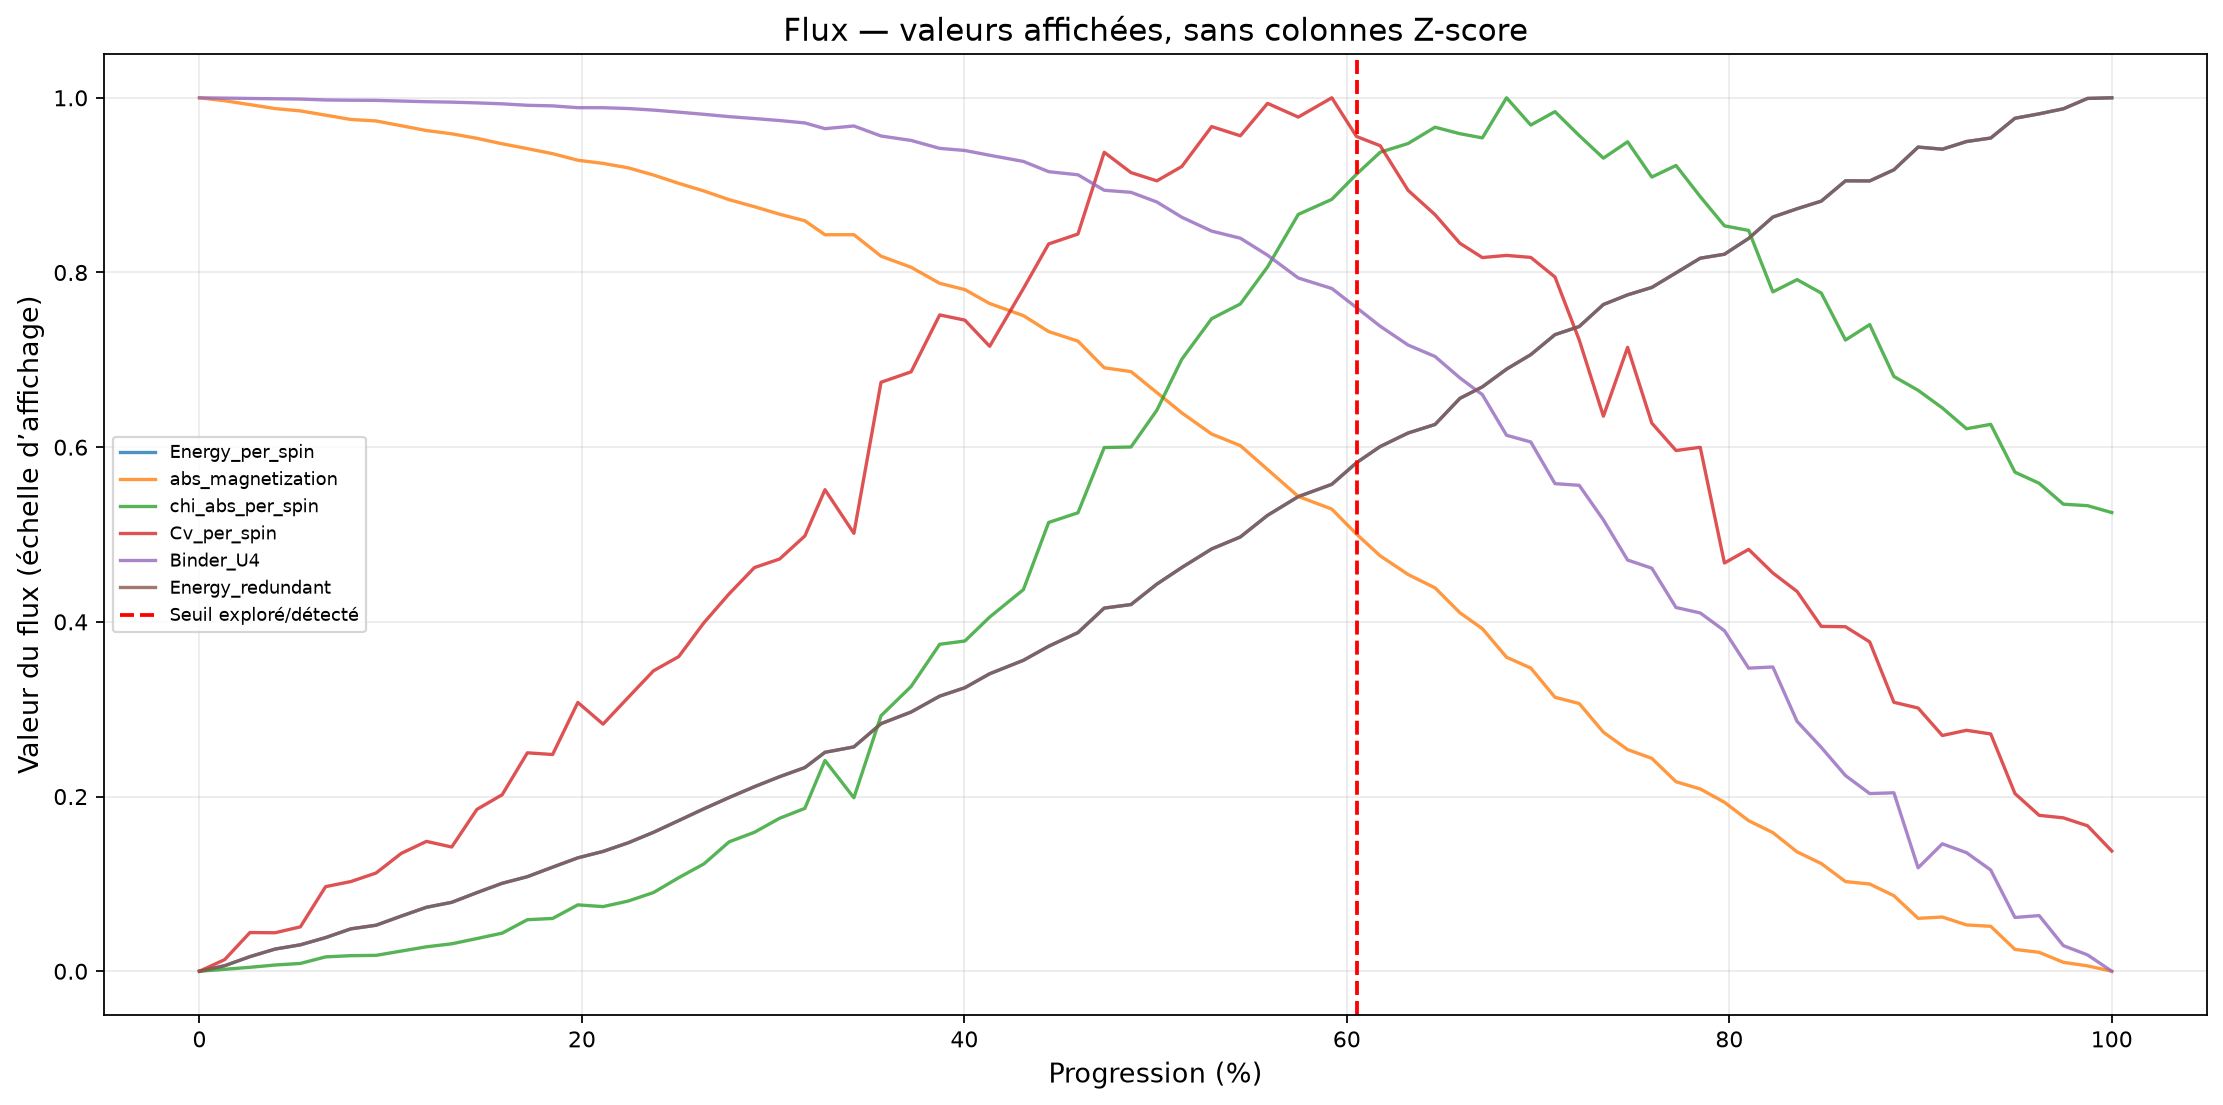 Flux — valeurs affichées, sans colonnes Z-score
Valeur du flux (échelle d’affichage)
1.0
0.8
0.6
0.4
0.2
0.0
Energy_per_spin
abs_magnetization
chi_abs_per_spin
Cv_per_spin
Binder_U4
Energy_redundant
Seuil exploré/détecté
0 20 40 60 80 100
Progression (%)